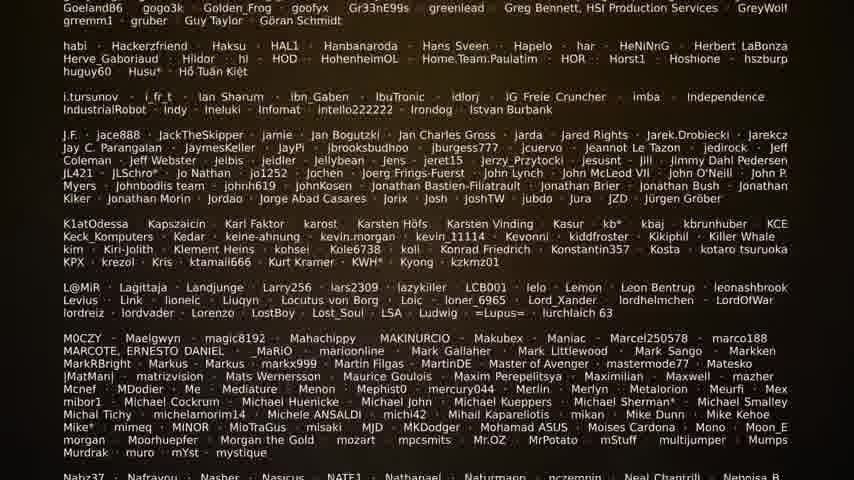 Goeland86 · gogo3k · Golden_Frog · goofyx · Gr33nE99s · greenlead · Greg Bennett, HSI Production Services · GreyWolf
grremm1 · gruber · Guy Taylor · Göran Schmidt
habi · Hackerzfriend · Haksu · HAL1 · Hanbanaroda · Hans Sveen · Hapelo · har · HeNiNnG · Herbert LaBonza
Herve_Gaboriaud · Hildor · hl · HOD · HohenheimOL · Home.Team.Paulatim · HOR · Horst1 · Hoshione · hszburp
huguy60 · Husu* · Hồ Tuấn Kiệt
i.tursunov · i_fr_t · Ian Sharum · ibn_Gaben · IbuTronic · idlorj · IG Freie Cruncher · imba · Independence
IndustrialRobot · Indy · Ineluki · Infomat · intello222222 · Irondog · Istvan Burbank
J.F. · jace888 · JackTheSkipper · jamie · Jan Bogutzki · Jan Charles Gross · jarda · Jared Rights · Jarek.Drobiecki · Jarekcz
Jay C. Parangalan · JaymesKeller · JayPi · jbrooksbudhoo · jburgess777 · jcuervo · Jeannot Le Tazon · jedirock · Jeff
Coleman · Jeff Webster · Jelbis · jeidler · Jellybean · Jens · jeret15 · Jerzy_Przytocki · jesusnt · Jill · Jimmy Dahl Pedersen
JL421 · JLSchro* · Jo Nathan · jo1252 · Jochen · Joerg Frings-Fuerst · John Lynch · John McLeod VII · John O'Neill · John P.
Myers · Johnbodlis team · johnh619 · johnKosen · Jonathan Bastien-Filiatrault · Jonathan Brier · Jonathan Bush · Jonathan
Kiker · Jonathan Morin · Jordao · Jorge Abad Casares · Jorix · Josh · JoshTW · jubdo · Jura · JZD · Jürgen Gröber
K1atOdessa · Kapszaicin · Karl Faktor · karost · Karsten Höfs · Karsten Vinding · Kasur · kb* · kbaj · kbrunhuber · KCE
Keck_Komputers · Kedar · keine-ahnung · kevin.morgan · kevin_11114 · Kevonni · kiddfroster · Kikiphil · Killer Whale
kim · Kiri-Jolith · Klement Heins · kohsei · Kole6738 · koli · Konrad Friedrich · Konstantin357 · Kosta · kotaro tsuruoka
KPX · krezol · Kris · ktamail666 · Kurt Kramer · KWH* · Kyong · kzkmz01
L@MiR · Lagittaja · Landjunge · Larry256 · lars2309 · lazykiller · LCB001 · lelo · Lemon · Leon Bentrup · leonashbrook
Levius · Link · lionelc · Liuqyn · Locutus von Borg · Loic · loner_6965 · Lord_Xander · lordhelmchen · LordOfWar
lordreiz · lordvader · Lorenzo · LostBoy · Lost_Soul · LSA · Ludwig · =Lupus= · lurchlaich 63
M0CZY · Maelgwyn · magic8192 · Mahachippy · MAKINURCIO · Makubex · Maniac · Marcel250578 · marco188
MARCOTE, ERNESTO DANIEL · _MaRiO · marioonline · Mark Gallaher · Mark Littlewood · Mark Sango · Markken
MarkRBright · Markus · Markus · markx999 · Martin Filgas · MartinDE · Master of Avenger · mastermode77 · Matesko
|MatMan| · matrizvision · Mats Wernersson · Maurice Goulois · Maxim Perepelitsya · Maximilian · Maxwell · mazher
Mcnef · MDodier · Me · Mediature · Menon · Mephist0 · mercury044 · Merlin · Merlyn · Metalorion · Meurfi · Mex
mibor1 · Michael Cockrum · Michael Huenicke · Michael John · Michael Kueppers · Michael Sherman* · Michael Smalley
Michal Tichy · michelamorim14 · Michele ANSALDI · michi42 · Mihail Kapareliotis · mikan · Mike Dunn · Mike Kehoe
Mike* · mimeq · MINOR · MioTraGus · misaki · MJD · MKDodger · Mohamad ASUS · Moises Cardona · Mono · Moon_E
morgan · Moorhuepfer · Morgan the Gold · mozart · mpcsmits · Mr.OZ · MrPotato · mStuff · multijumper · Mumps
Murdrak · muro · mYst · mystique
Nabz37 · Nafrayou · Nasher · Nasicus · NATE1 · Nathanael · Naturmann · nczempin · Neal Chantrill · Nebojsa B.